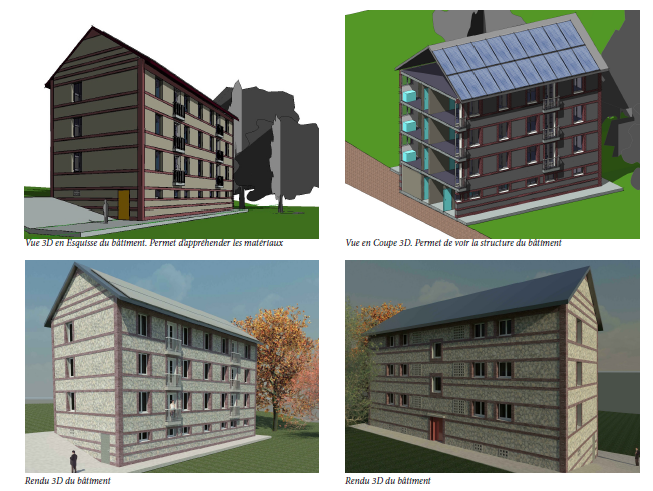 Vue 3D en Esquisse du bâtiment. Permet d'appréhender les matériaux
Vue en Coupe 3D. Permet de voir la structure du bâtiment
Rendu 3D du bâtiment
Rendu 3D du bâtiment